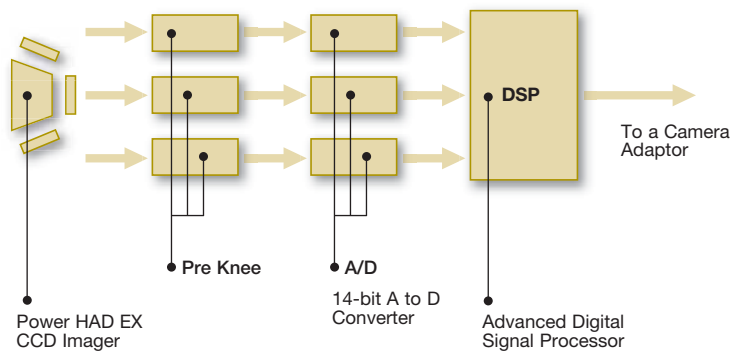 DSP
To a Camera
Adaptor
Pre Knee
A/D
14-bit A to D
Converter
Power HAD EX
CCD Imager
Advanced Digital
Signal Processor